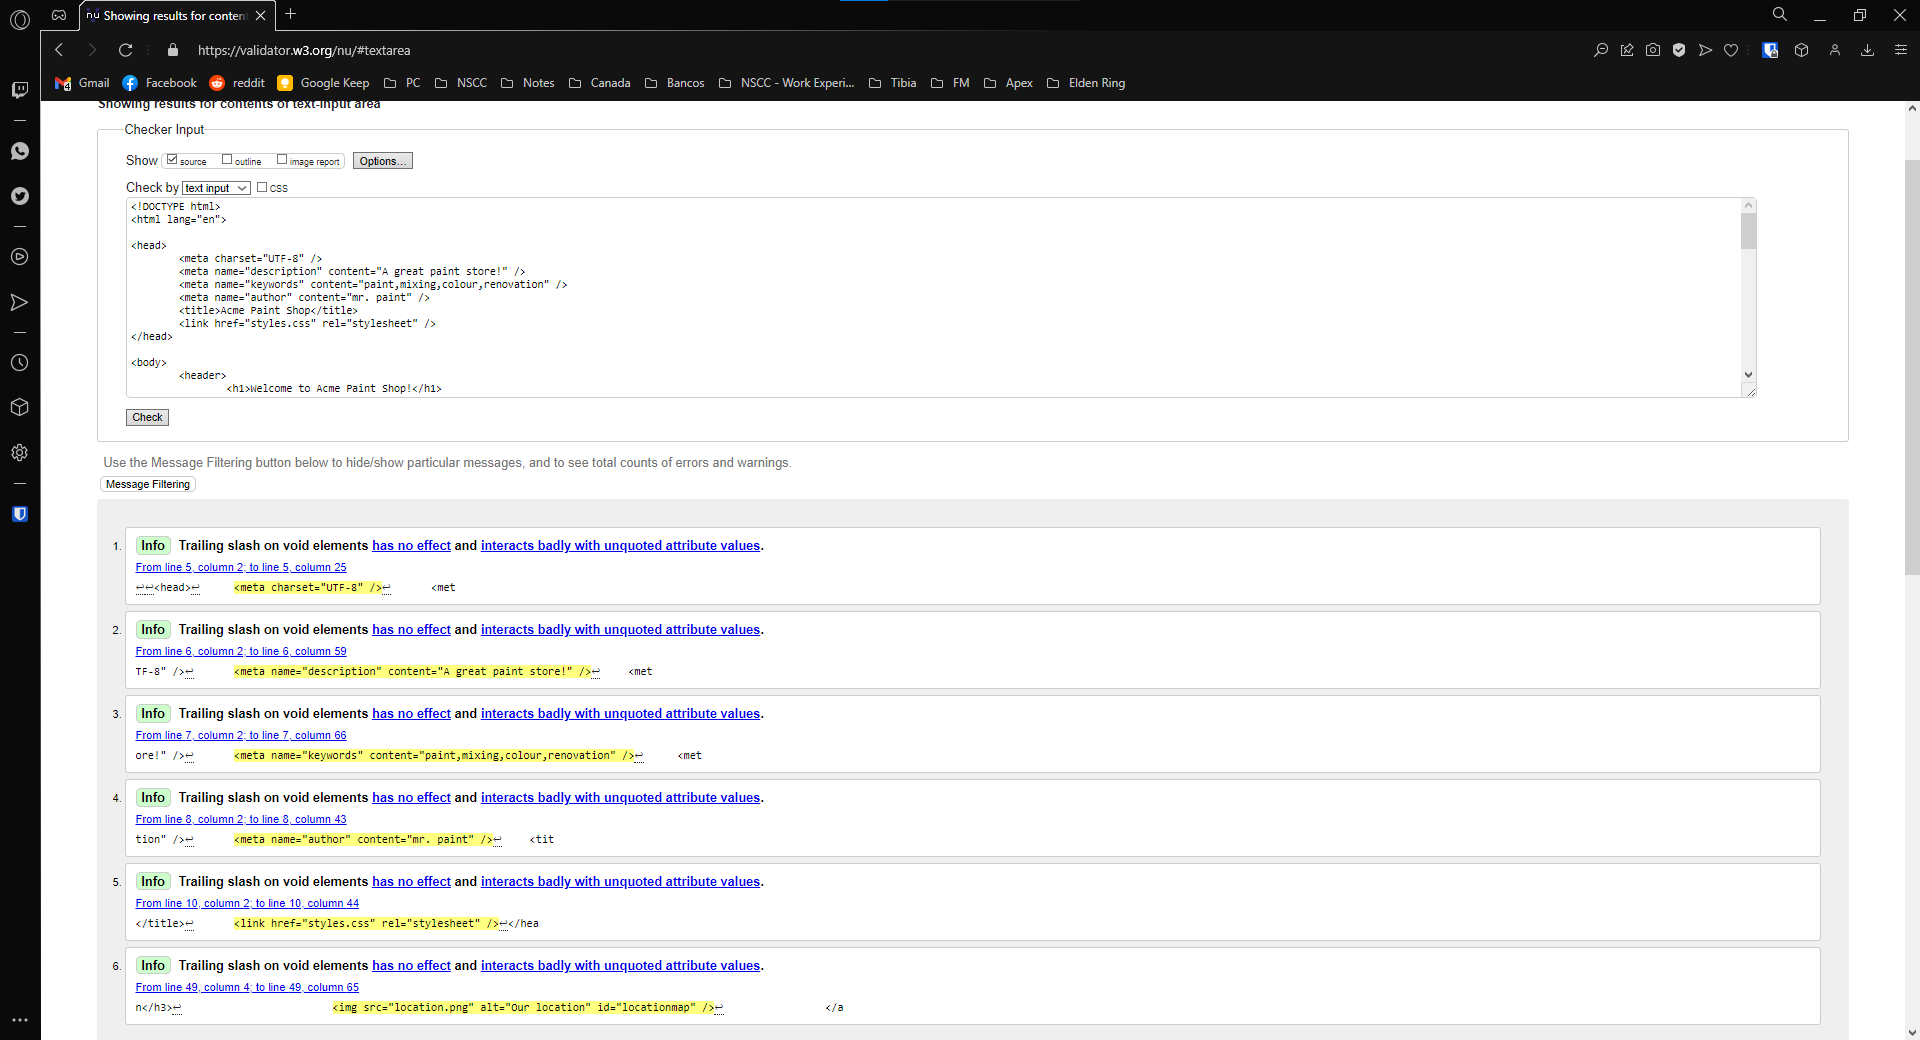 nu Showing results for conten
https://validator.w3.org/nu/#textarea
Gmail Facebook reddit Google Keep PC NSCC Notes Canada Bancos NSCC - Work Experi... Tibia FM Apex Elden Ring
Showing results for contents of text-input area
Checker Input
Show source outline image report Options...
Check by text input CSS
<!DOCTYPE html>
<html lang="en">
<head>
<meta charset="UTF-8" />
<meta name="description" content="A great paint store!" />
<meta name="keywords" content="paint,mixing,colour,renovation" />
<meta name="author" content="mr. paint" />
<title>Acme Paint Shop</title>
<link href="styles.css" rel="stylesheet" />
</head>
<body>
<header>
<h1>Welcome to Acme Paint Shop!</h1>
Check
Use the Message Filtering button below to hide/show particular messages, and to see total counts of errors and warnings.
Message Filtering
1. Info Trailing slash on void elements has no effect and interacts badly with unquoted attribute values.
From line 5, column 2; to line 5, column 25
↩↩<head>↩ <meta charset="UTF-8" />↩ <met
2. Info Trailing slash on void elements has no effect and interacts badly with unquoted attribute values.
From line 6, column 2; to line 6, column 59
TF-8" />↩ <meta name="description" content="A great paint store!" />↩ <met
3. Info Trailing slash on void elements has no effect and interacts badly with unquoted attribute values.
From line 7, column 2; to line 7, column 66
ore!" />↩ <meta name="keywords" content="paint,mixing,colour,renovation" />↩ <met
4. Info Trailing slash on void elements has no effect and interacts badly with unquoted attribute values.
From line 8, column 2; to line 8, column 43
tion" />↩ <meta name="author" content="mr. paint" />↩ <tit
5. Info Trailing slash on void elements has no effect and interacts badly with unquoted attribute values.
From line 10, column 2; to line 10, column 44
</title>↩ <link href="styles.css" rel="stylesheet" />↩</hea
6. Info Trailing slash on void elements has no effect and interacts badly with unquoted attribute values.
From line 49, column 4; to line 49, column 65
n</h3>↩ <img src="location.png" alt="Our location" id="locationmap" />↩ </a